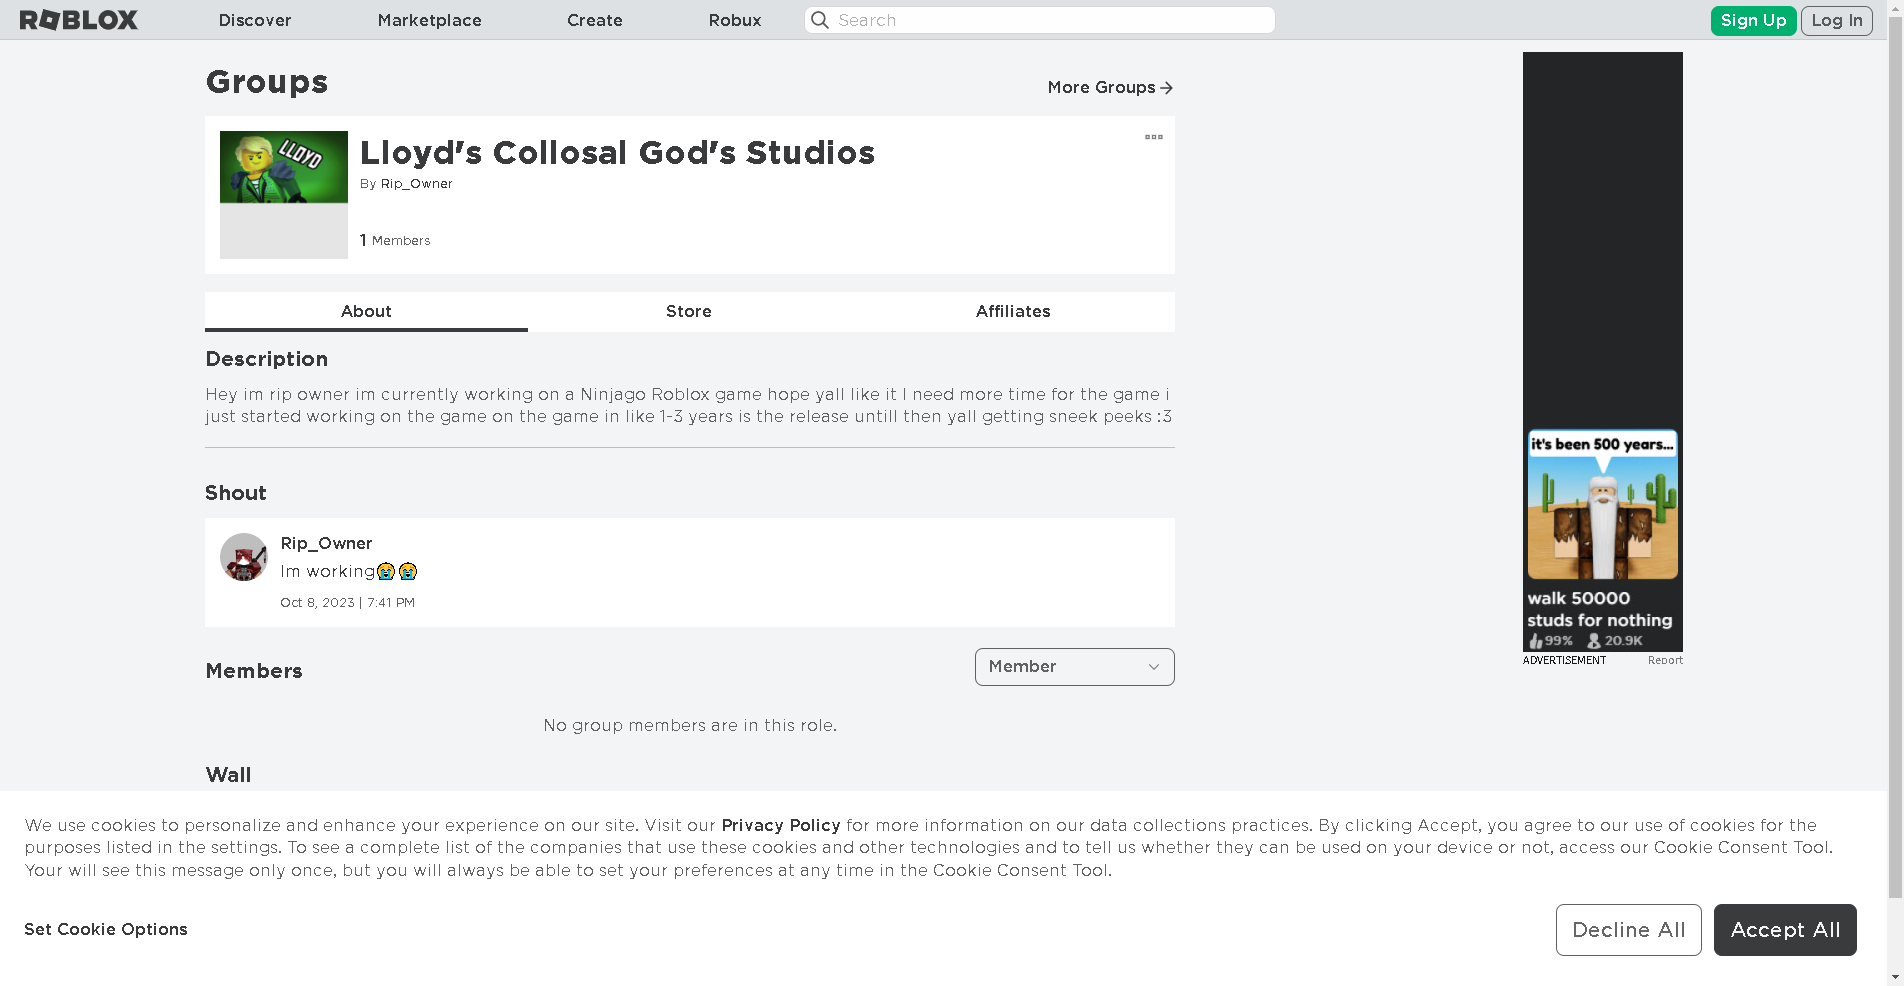 ROBLOX Discover Marketplace Create Robux Search Sign Up Log In
Groups
More Groups
LLOYD
Lloyd's Collosal God's Studios
By Rip_Owner
1 Members
About Store Affiliates
Description
Hey im rip owner im currently working on a Ninjago Roblox game hope yall like it I need more time for the game i
just started working on the game on the game in like 1-3 years is the release untill then yall getting sneek peeks :3
Shout
Rip_Owner
Im working😭😭
Oct 8, 2023 | 7:41 PM
Members
Member
No group members are in this role.
Wall
it's been 500 years...
walk 50000
studs for nothing
99% 20.9K
ADVERTISEMENT Report
We use cookies to personalize and enhance your experience on our site. Visit our Privacy Policy for more information on our data collections practices. By clicking Accept, you agree to our use of cookies for the
purposes listed in the settings. To see a complete list of the companies that use these cookies and other technologies and to tell us whether they can be used on your device or not, access our Cookie Consent Tool.
Your will see this message only once, but you will always be able to set your preferences at any time in the Cookie Consent Tool.
Set Cookie Options
Decline All
Accept All